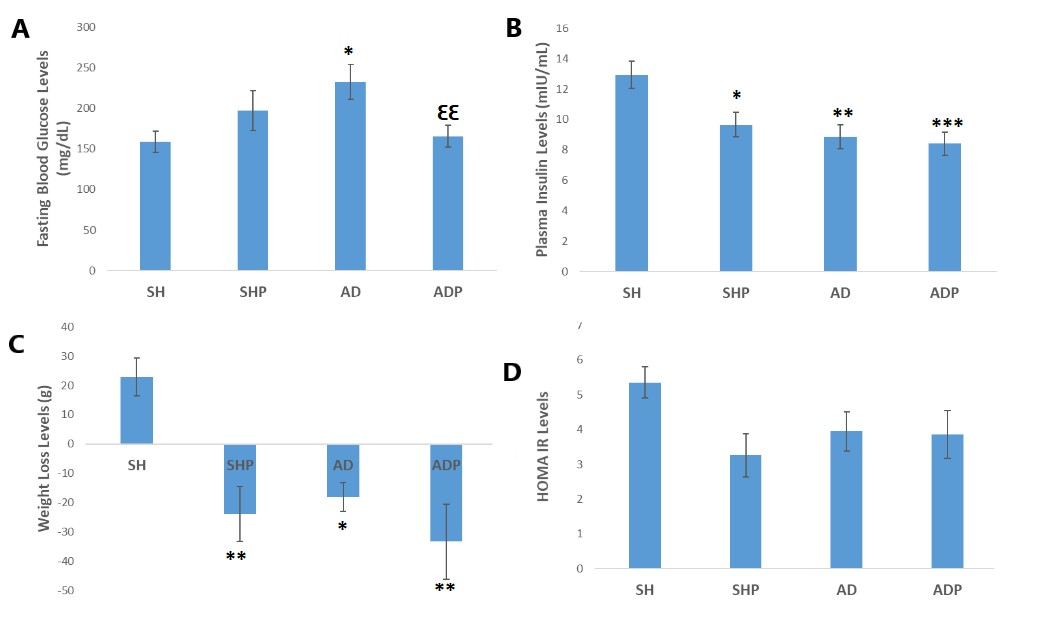 A
Fasting Blood Glucose Levels
(mg/dL)
300
250
200
150
100
50
0
*
ƐƐ
SH SHP AD ADP
B
Plasma Insulin Levels (mIU/mL)
16
14
12
10
8
6
4
2
0
*
**
***
SH SHP AD ADP
C
Weight Loss Levels (g)
40
30
20
10
0
-10
-20
-30
-40
-50
SH SHP AD ADP
**
*
**
D
HOMA IR Levels
7
6
5
4
3
2
1
0
SH SHP AD ADP